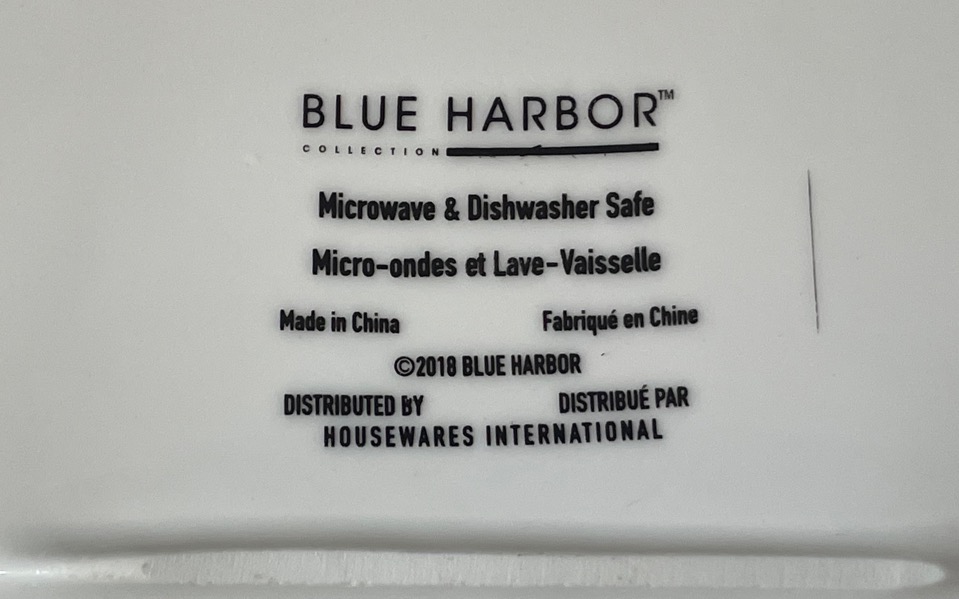 BLUE HARBOR™
COLLECTION
Microwave & Dishwasher Safe
Micro-ondes et Lave-Vaisselle
Made in China Fabriqué en Chine
©2018 BLUE HARBOR
DISTRIBUTED BY DISTRIBUÉ PAR
HOUSEWARES INTERNATIONAL